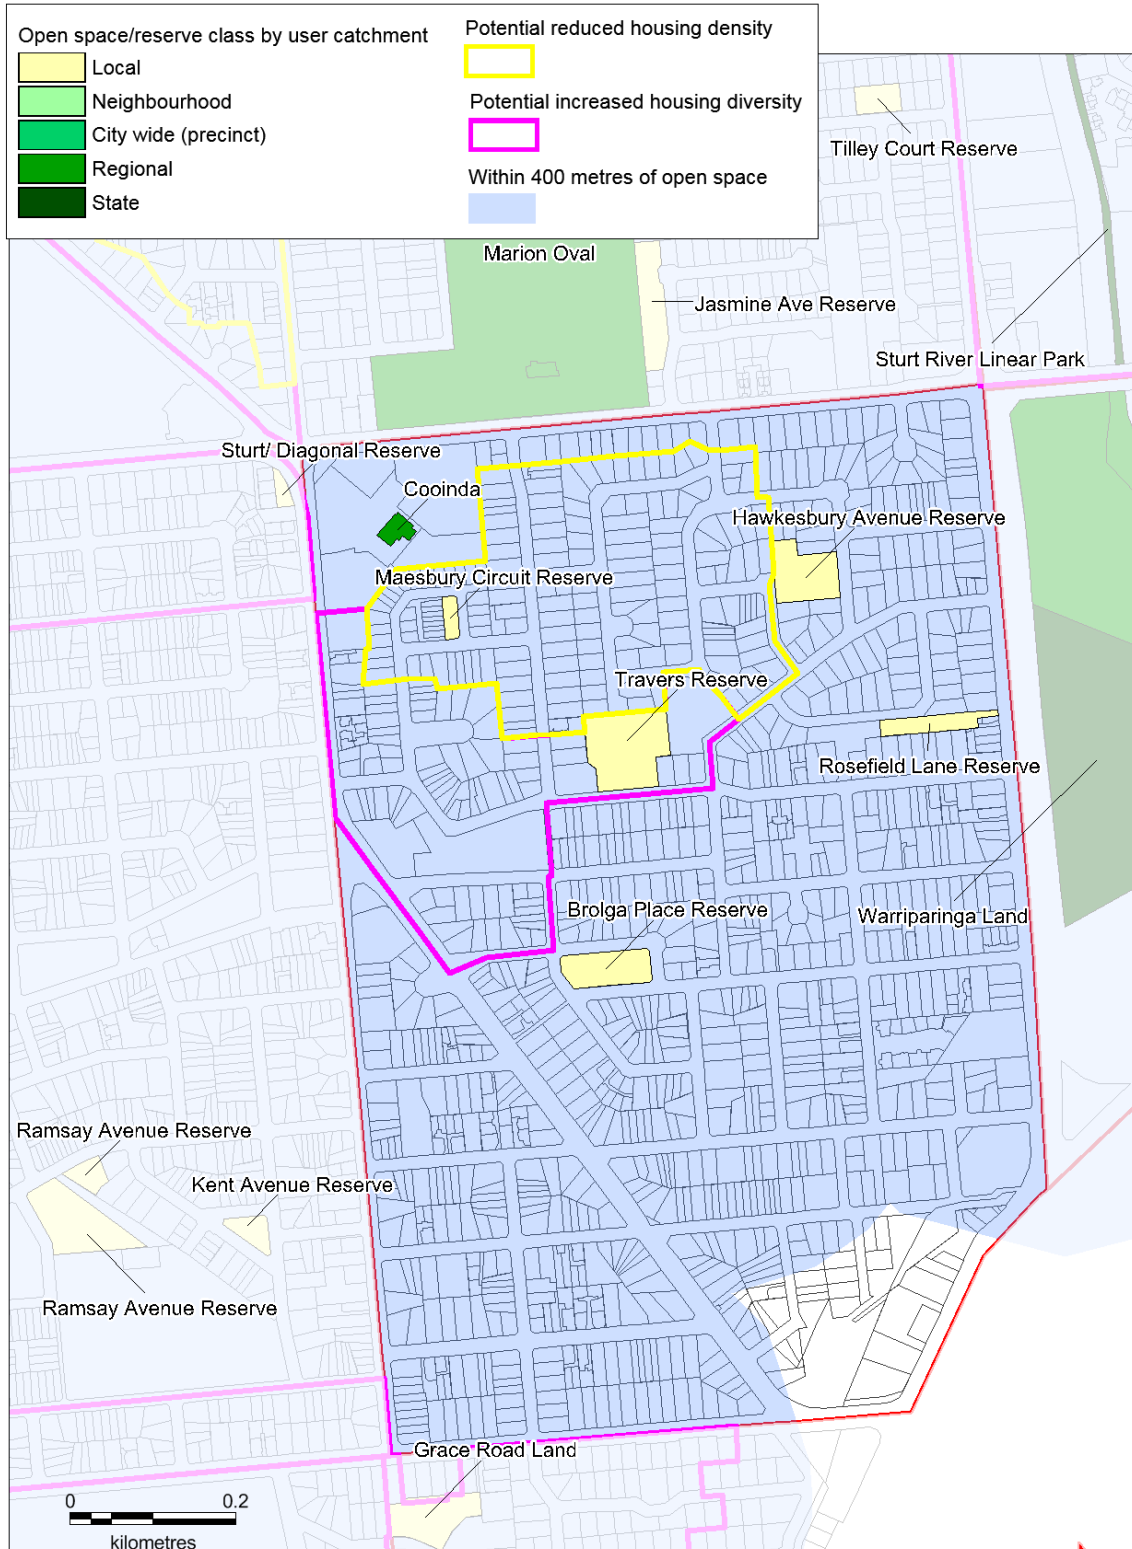 Open space/reserve class by user catchment
Local
Neighbourhood
City wide (precinct)
Regional
State
Potential reduced housing density
Potential increased housing diversity
Within 400 metres of open space
Tilley Court Reserve
Marion Oval
Jasmine Ave Reserve
Sturt River Linear Park
Sturt/ Diagonal Reserve
Cooinda
Hawkesbury Avenue Reserve
Maesbury Circuit Reserve
Travers Reserve
Rosefield Lane Reserve
Brolga Place Reserve
Warriparinga Land
Ramsay Avenue Reserve
Kent Avenue Reserve
Ramsay Avenue Reserve
Grace Road Land
0 0.2
kilometres